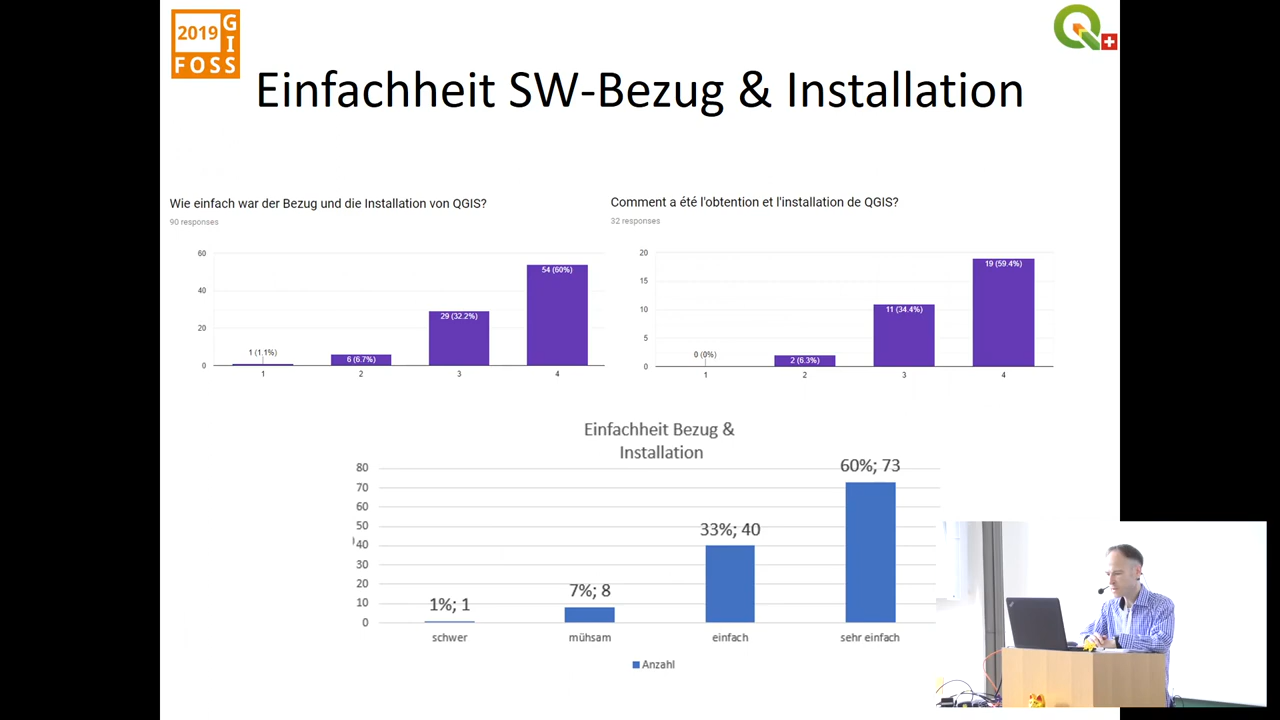 2019 G
I
FOSS
Einfachheit SW-Bezug & Installation
Wie einfach war der Bezug und die Installation von QGIS?
90 responses
60
40
20
0
1 (1.1%)
6 (6.7%)
29 (32.2%)
54 (60%)
1 2 3 4
Comment a été l'obtention et l'installation de QGIS?
32 responses
20
15
10
5
0
0 (0%)
2 (6.3%)
11 (34.4%)
19 (59.4%)
1 2 3 4
Einfachheit Bezug &
Installation
80
70
60
50
40
30
20
10
0
1%; 1
7%; 8
33%; 40
60%; 73
schwer mühsam einfach sehr einfach
Anzahl